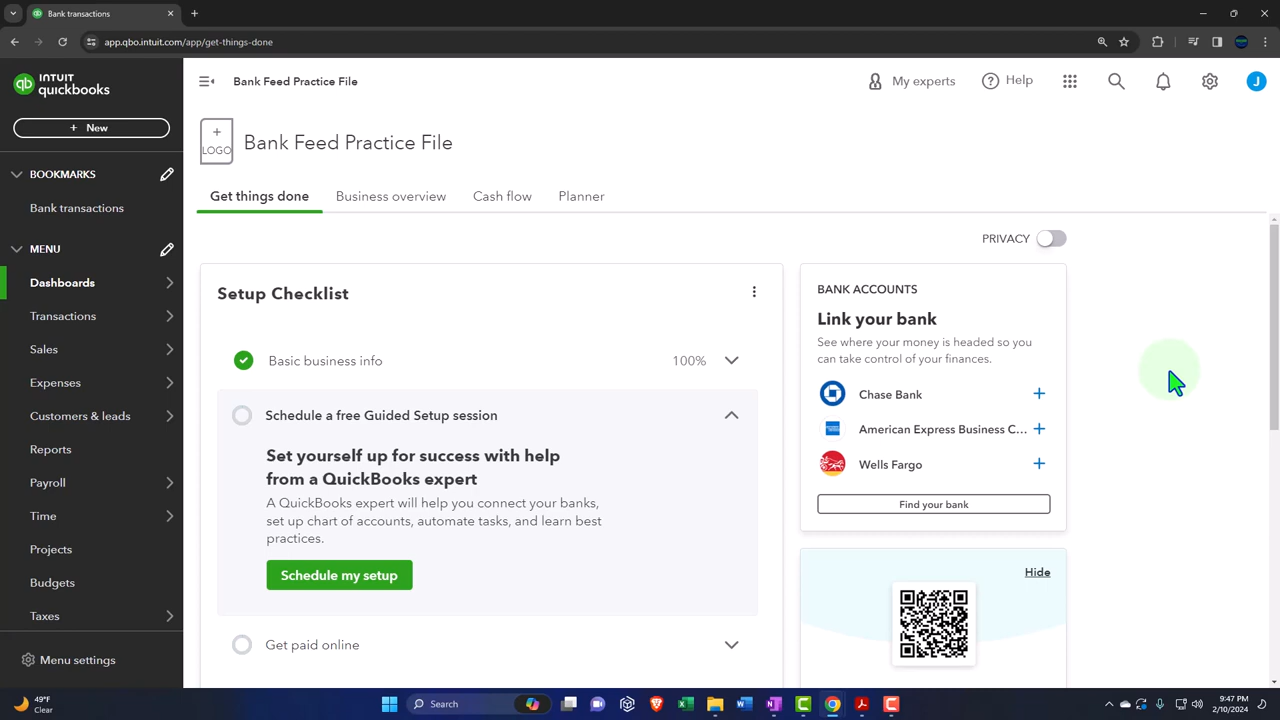 Bank transactions
app.qbo.intuit.com/app/get-things-done
INTUIT
quickbooks
+ New
BOOKMARKS
Bank transactions
MENU
Dashboards
Transactions
Sales
Expenses
Customers & leads
Reports
Payroll
Time
Projects
Budgets
Taxes
Menu settings
Bank Feed Practice File
My experts
Help
J
+
LOGO
Bank Feed Practice File
Get things done
Business overview
Cash flow
Planner
PRIVACY
Setup Checklist
Basic business info
100%
Schedule a free Guided Setup session
Set yourself up for success with help
from a QuickBooks expert
A QuickBooks expert will help you connect your banks,
set up chart of accounts, automate tasks, and learn best
practices.
Schedule my setup
Get paid online
BANK ACCOUNTS
Link your bank
See where your money is headed so you
can take control of your finances.
Chase Bank
American Express Business C...
Wells Fargo
Find your bank
Hide
49°F
Clear
Search
9:47 PM
2/10/2024